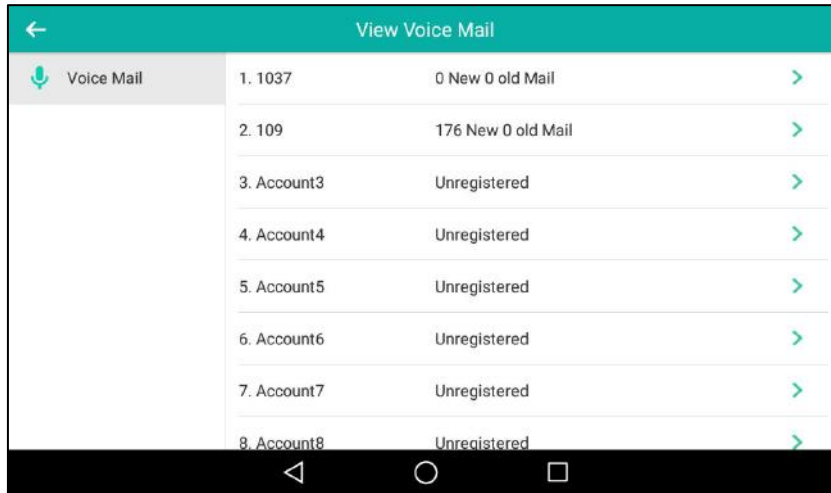 View Voice Mail
Voice Mail
1. 1037 0 New 0 old Mail
2. 109 176 New 0 old Mail
3. Account3 Unregistered
4. Account4 Unregistered
5. Account5 Unregistered
6. Account6 Unregistered
7. Account7 Unregistered
8. Account8 Unregistered